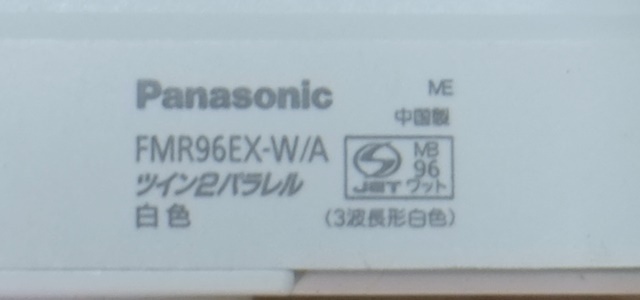 Panasonic ME
中国製
FMR96EX-W/A MB
96
ツイン2パラレル JET ワット
白色 (3波長形白色)